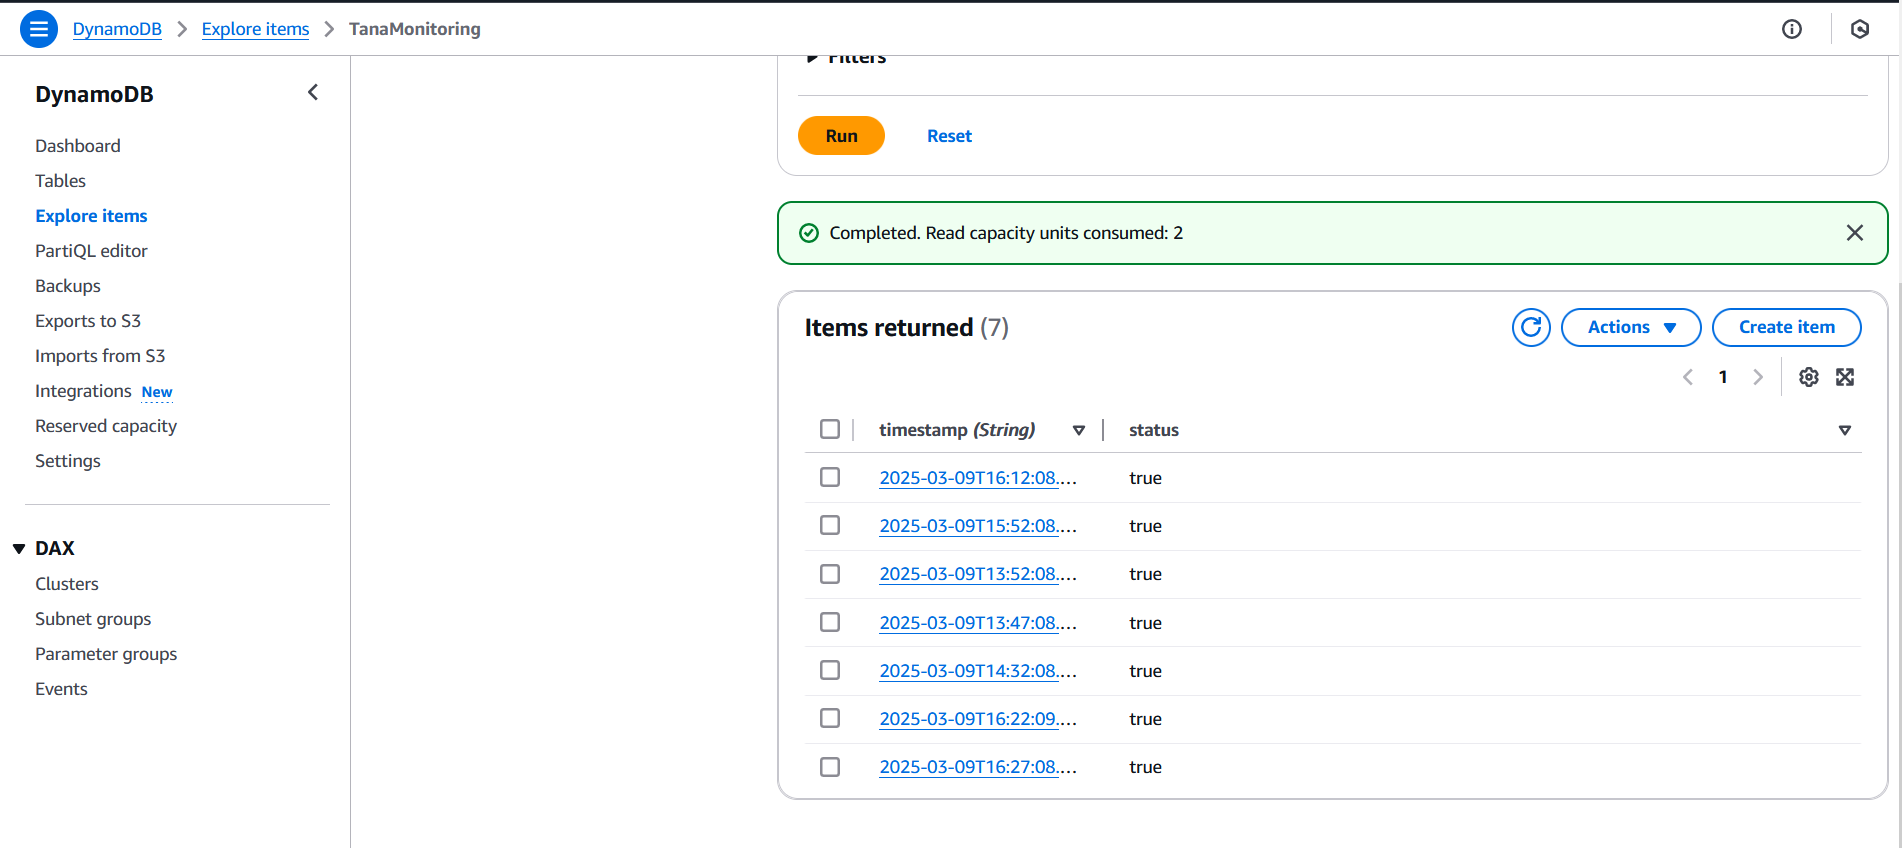 DynamoDB > Explore items > TanaMonitoring
DynamoDB
Dashboard
Tables
Explore items
PartiQL editor
Backups
Exports to S3
Imports from S3
Integrations New
Reserved capacity
Settings
DAX
Clusters
Subnet groups
Parameter groups
Events
Filters
Run Reset
Completed. Read capacity units consumed: 2
Items returned (7)
Actions Create item
1
timestamp (String) status
2025-03-09T16:12:08.... true
2025-03-09T15:52:08.... true
2025-03-09T13:52:08.... true
2025-03-09T13:47:08.... true
2025-03-09T14:32:08.... true
2025-03-09T16:22:09.... true
2025-03-09T16:27:08.... true